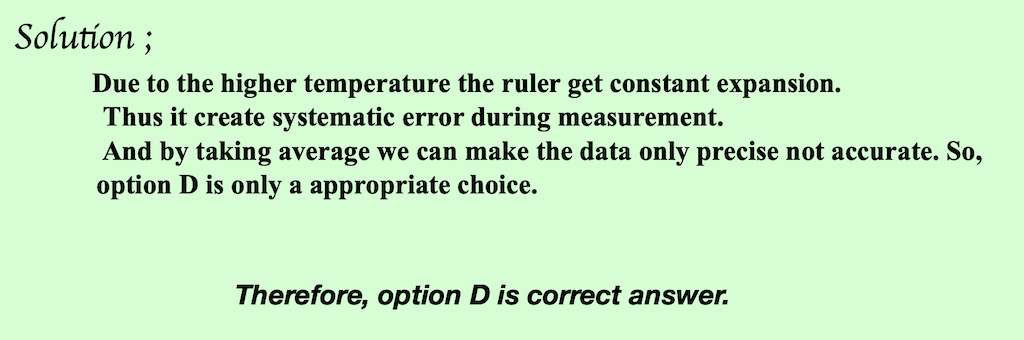 Solution ;
Due to the higher temperature the ruler get constant expansion.
Thus it create systematic error during measurement.
And by taking average we can make the data only precise not accurate. So,
option D is only a appropriate choice.
Therefore, option D is correct answer.